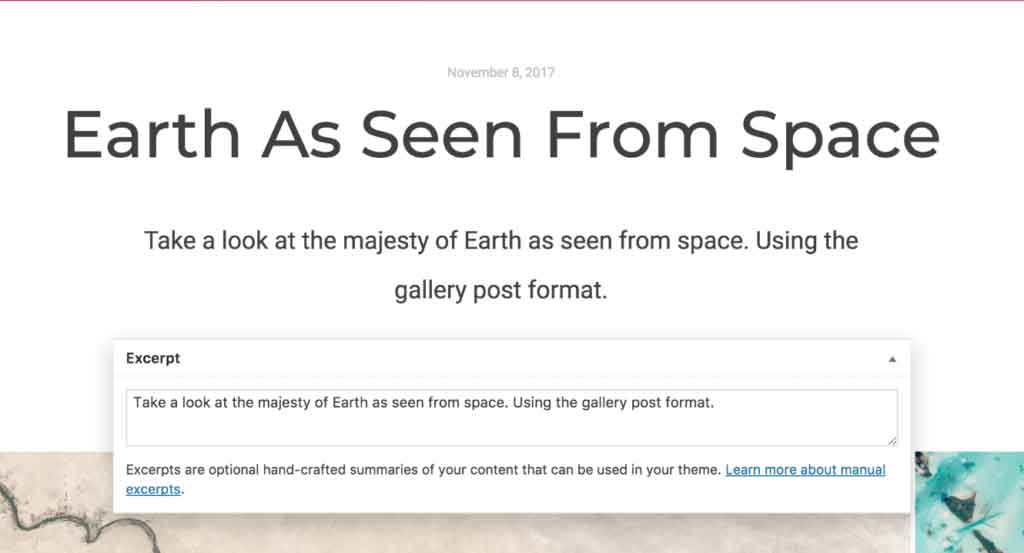 November 8, 2017
Earth As Seen From Space
Take a look at the majesty of Earth as seen from space. Using the
gallery post format.
Excerpt
Take a look at the majesty of Earth as seen from space. Using the gallery post format.
Excerpts are optional hand-crafted summaries of your content that can be used in your theme. Learn more about manual
excerpts.